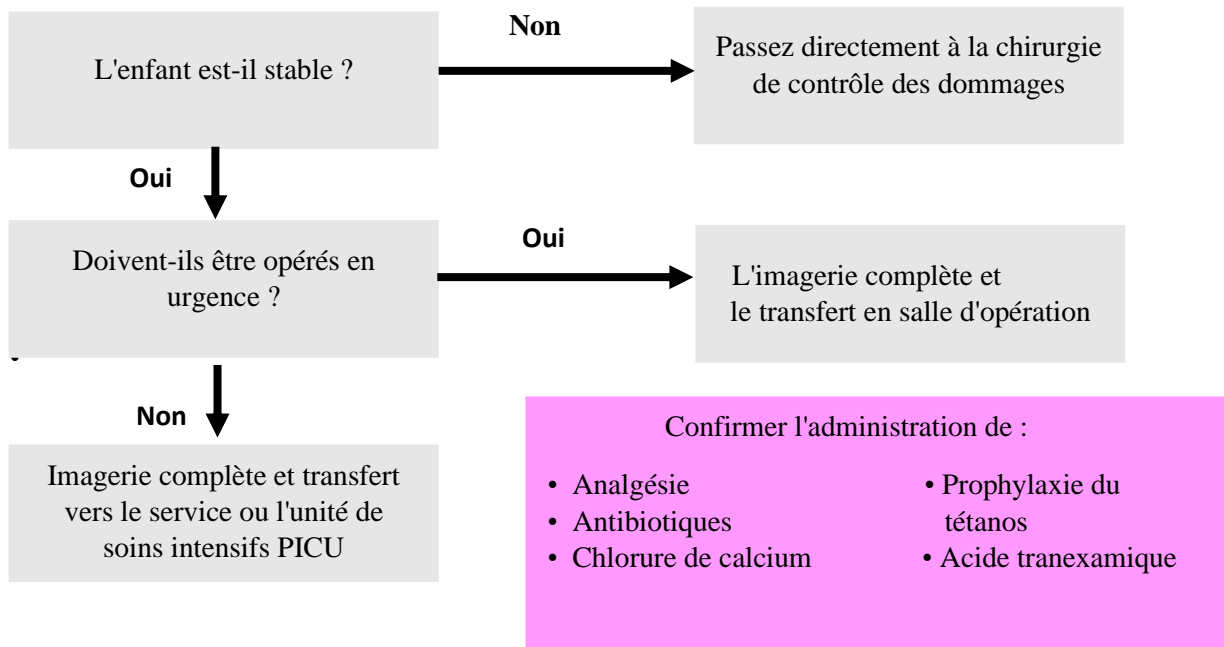 L'enfant est-il stable ?
Non
Passez directement à la chirurgie
de contrôle des dommages
Oui
Doivent-ils être opérés en
urgence ?
Oui
L'imagerie complète et
le transfert en salle d'opération
Non
Imagerie complète et transfert
vers le service ou l'unité de
soins intensifs PICU
Confirmer l'administration de :
• Analgésie
• Antibiotiques
• Chlorure de calcium
• Prophylaxie du
tétanos
• Acide tranexamique